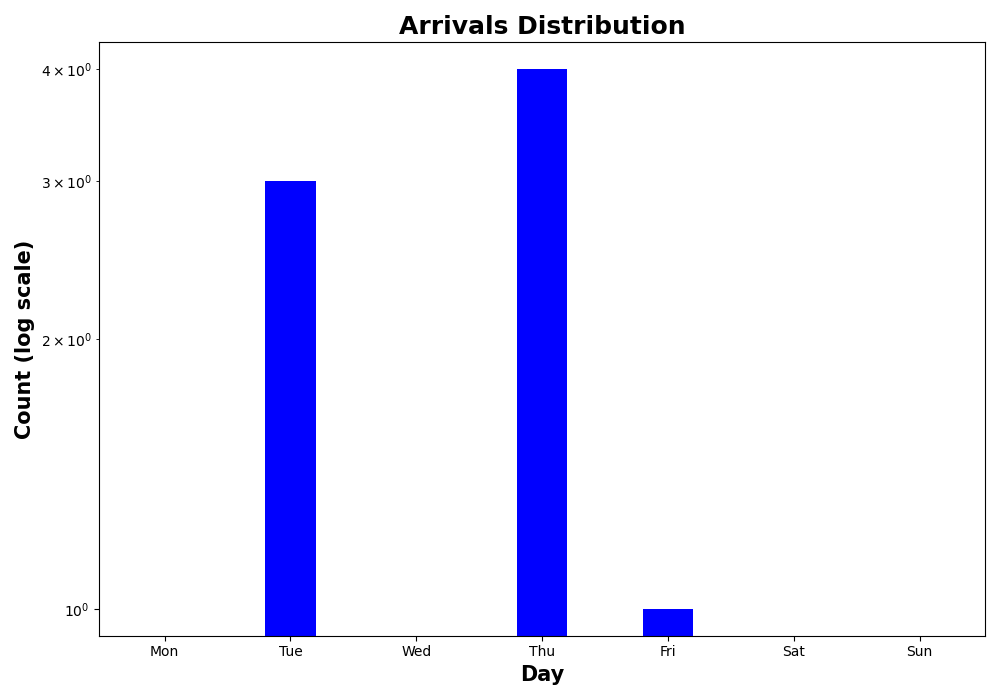 Arrivals Distribution
4 × 10⁰
3 × 10⁰
2 × 10⁰
10⁰
Count (log scale)
Mon Tue Wed Thu Fri Sat Sun
Day